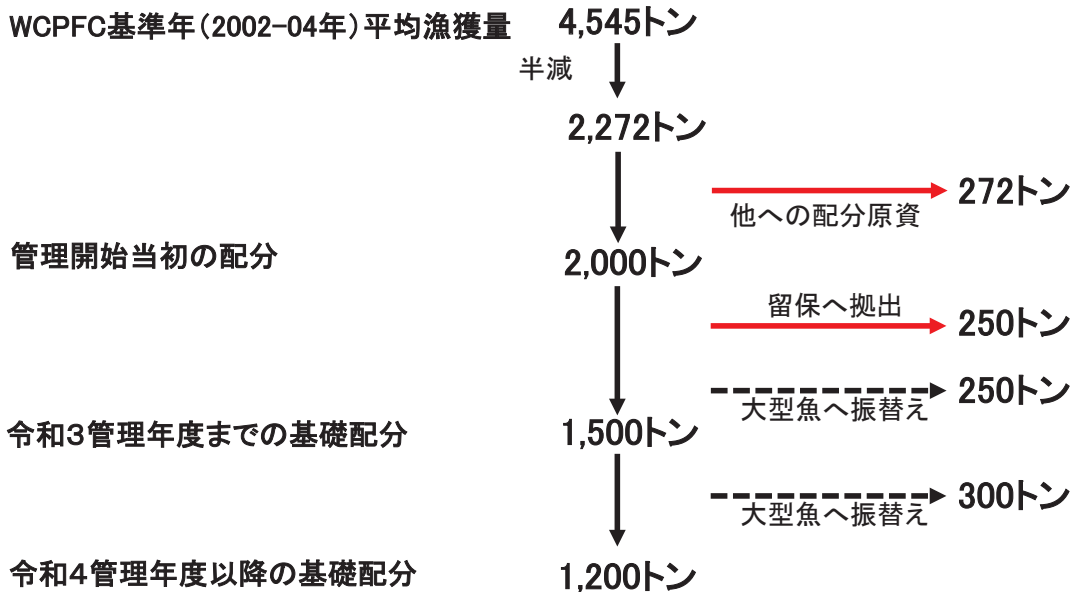 WCPFC基準年(2002-04年)平均漁獲量 4,545トン
半減
2,272トン
272トン
他への配分原資
管理開始当初の配分 2,000トン
留保へ拠出
250トン
250トン
大型魚へ振替え
令和3管理年度までの基礎配分 1,500トン
300トン
大型魚へ振替え
令和4管理年度以降の基礎配分 1,200トン